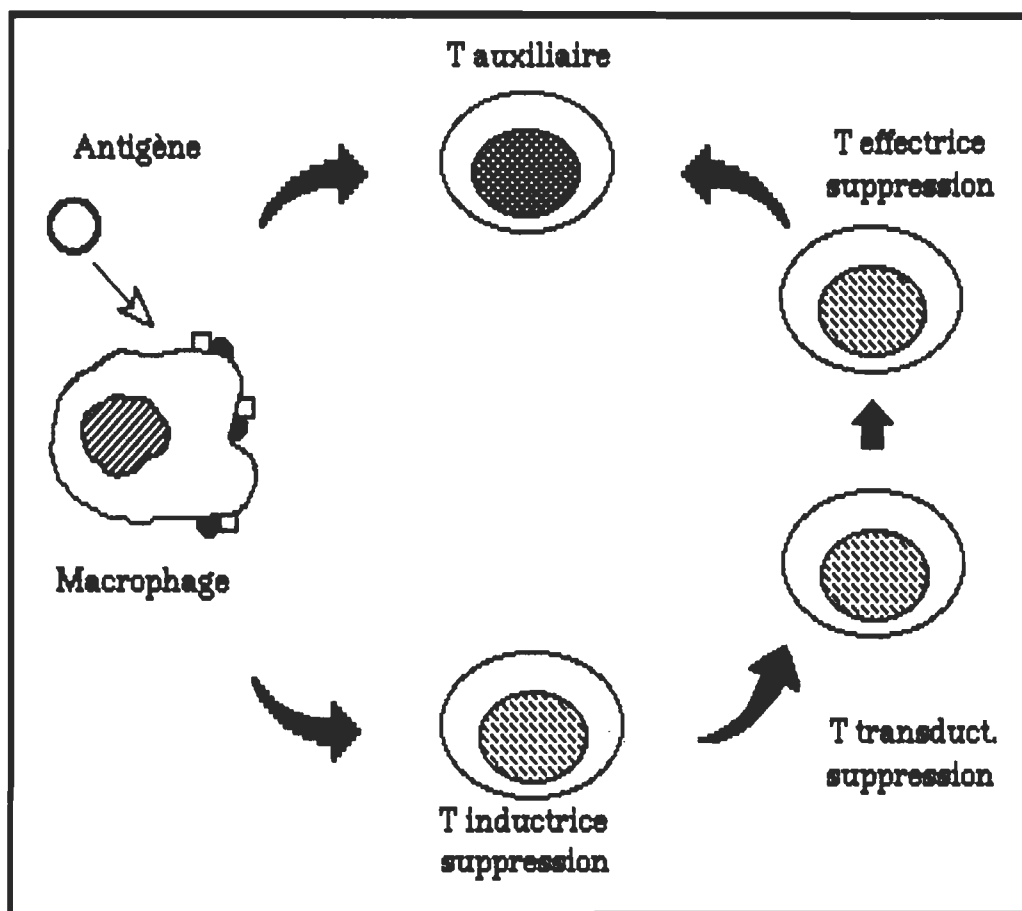 T auxiliaire
Antigène
T effectrice
suppression
Macrophage
T transduct.
suppression
T inductrice
suppression